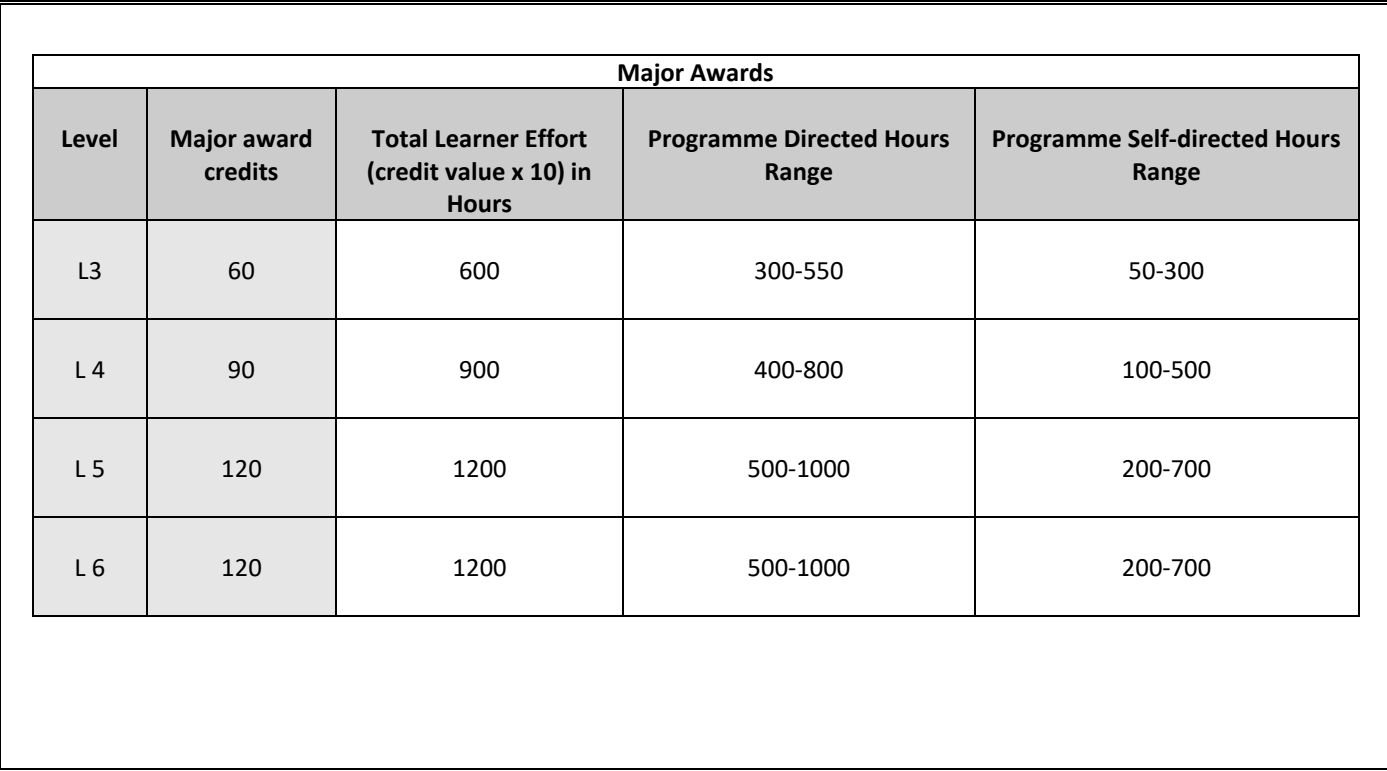 Major Awards
Level
Major award
credits
Total Learner Effort
(credit value x 10) in
Hours
Programme Directed Hours
Range
Programme Self-directed Hours
Range
L3 60 600 300-550 50-300
L 4 90 900 400-800 100-500
L 5 120 1200 500-1000 200-700
L 6 120 1200 500-1000 200-700